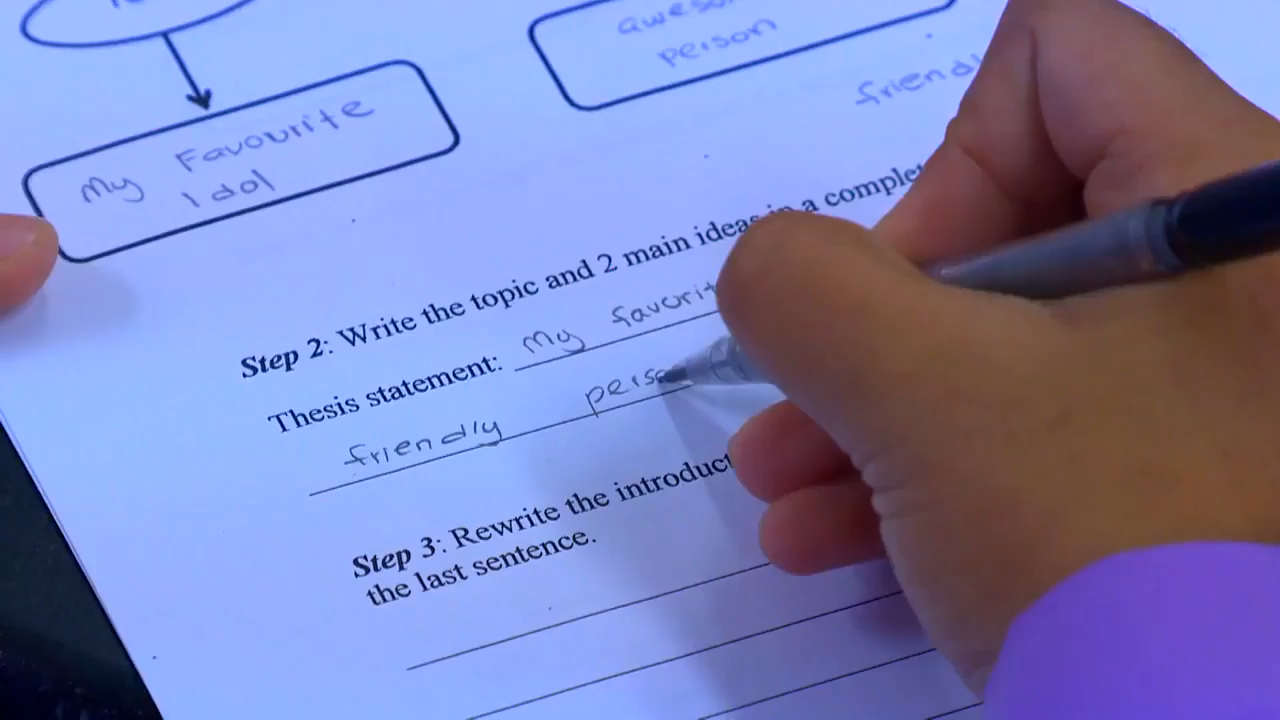 awesom
person
friendl
My Favourite
Idol
Step 2: Write the topic and 2 main ideas in a complet
Thesis statement: My favorit
friendly perso
Step 3: Rewrite the introduct
the last sentence.